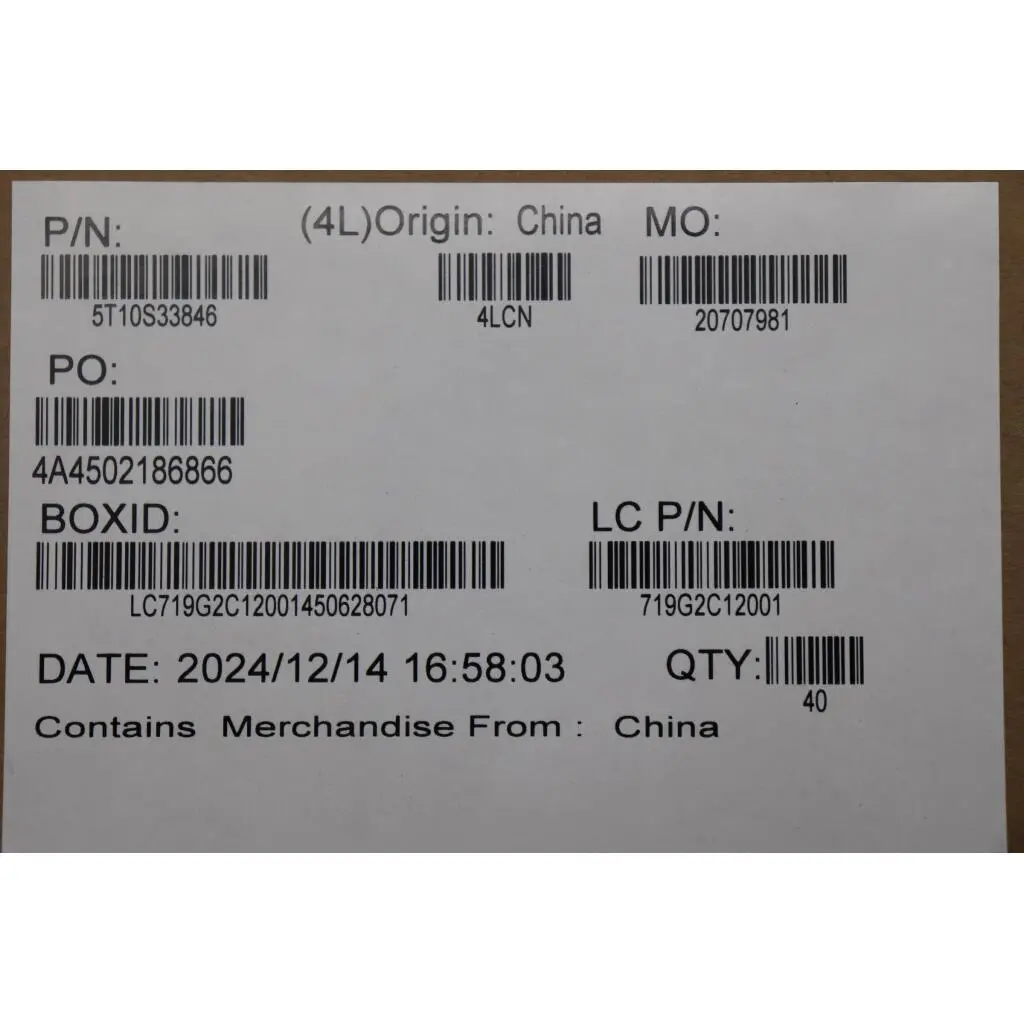 P/N: (4L)Origin: China MO:
5T10S33846 4LCN 20707981
PO:
4A4502186866
BOXID: LC P/N:
LC719G2C12001450628071 719G2C12001
DATE: 2024/12/14 16:58:03 QTY:
40
Contains Merchandise From : China